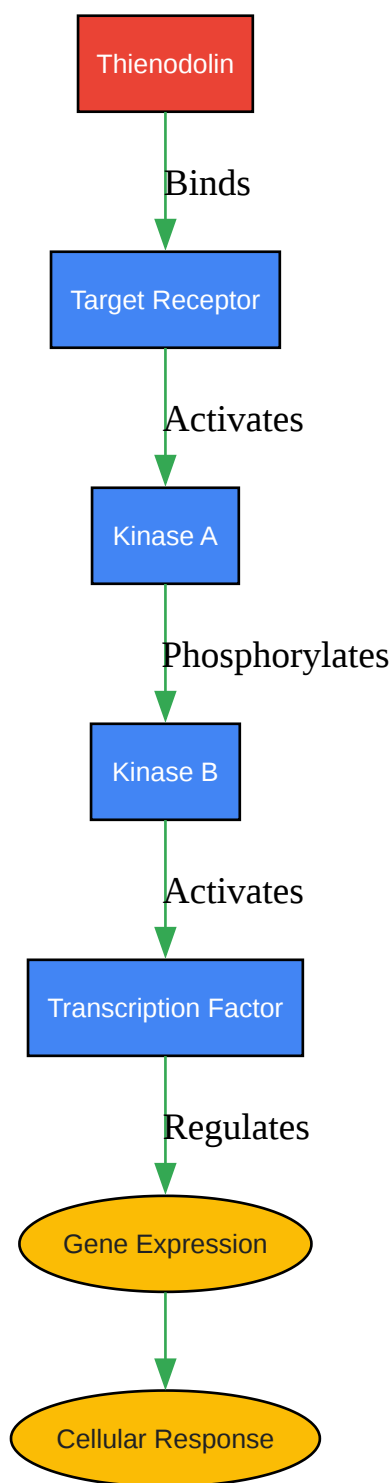 Thienodolin
Binds
Target Receptor
Activates
Kinase A
Phosphorylates
Kinase B
Activates
Transcription Factor
Regulates
Gene Expression
Cellular Response